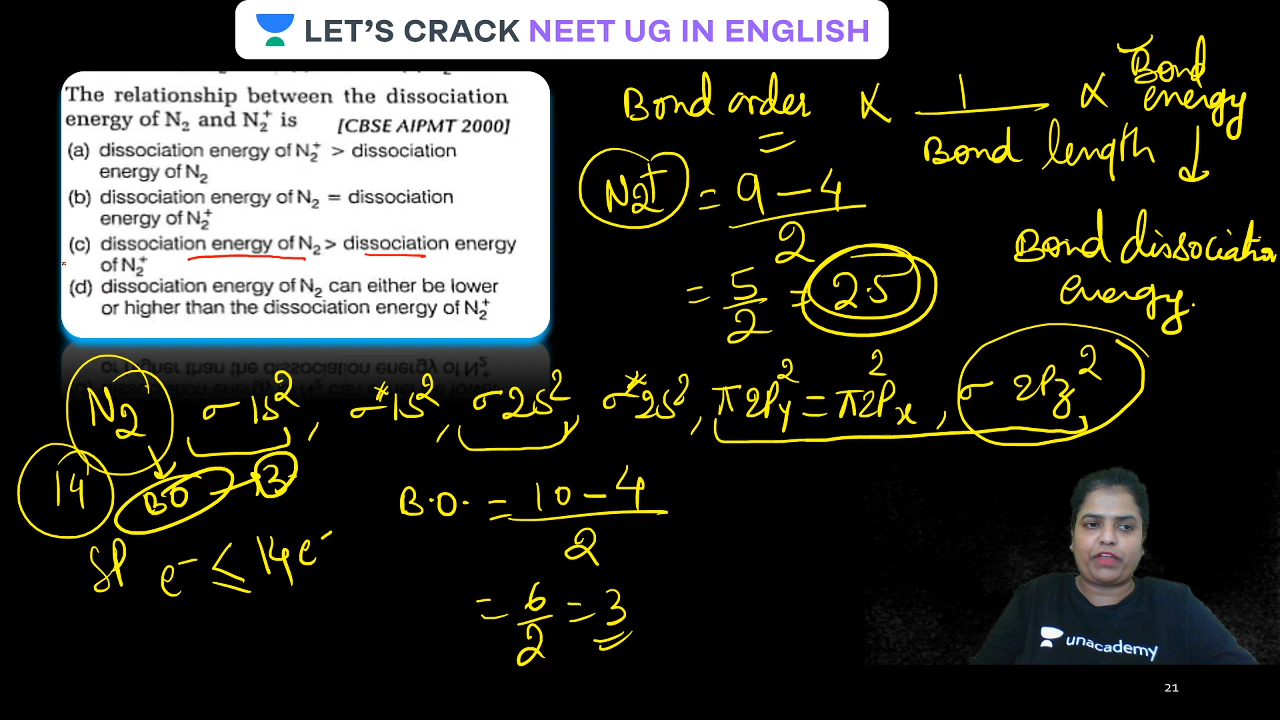 LET'S CRACK NEET UG IN ENGLISH
The relationship between the dissociation
energy of N₂ and N₂⁺ is [CBSE AIPMT 2000]
(a) dissociation energy of N₂⁺ > dissociation
energy of N₂
(b) dissociation energy of N₂ = dissociation
energy of N₂⁺
(c) dissociation energy of N₂ > dissociation energy
of N₂⁺
(d) dissociation energy of N₂ can either be lower
or higher than the dissociation energy of N₂⁺
Bond order ∝ 1/Bond length ∝ Bond energy ↓
N₂⁺ = 9 - 4 / 2
= 5/2 = 2.5
Bond dissociation
energy.
N₂ σ1s², σ*1s², σ2s², σ*2s², π2Py² = π2Px², σ2Pz²
14 BO - 3
SP e⁻ ≤ 14e⁻
B.O. = 10 - 4 / 2
= 6/2 = 3
unacademy
21